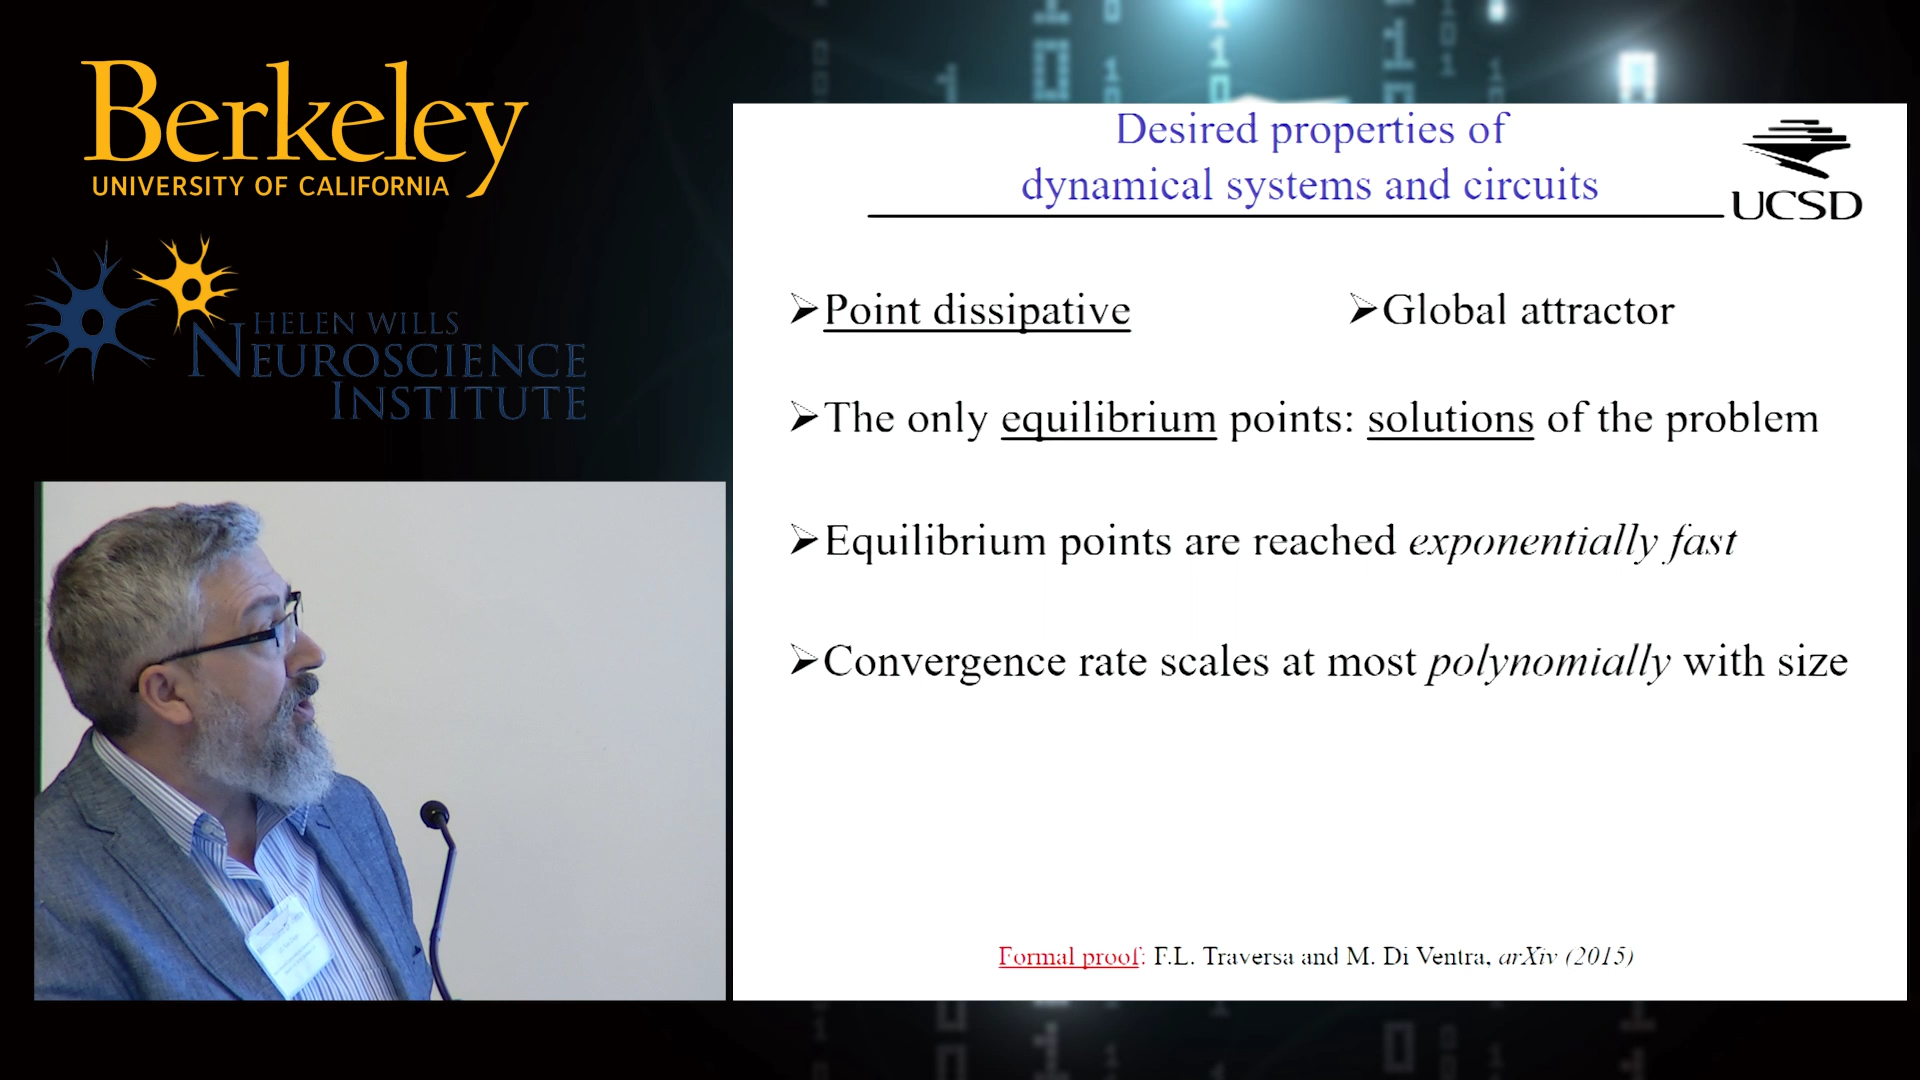 Berkeley
UNIVERSITY OF CALIFORNIA
HELEN WILLS
NEUROSCIENCE
INSTITUTE
Desired properties of
dynamical systems and circuits
UCSD
➢Point dissipative
➢Global attractor
➢The only equilibrium points: solutions of the problem
➢Equilibrium points are reached exponentially fast
➢Convergence rate scales at most polynomially with size
Formal proof: F.L. Traversa and M. Di Ventra, arXiv (2015)